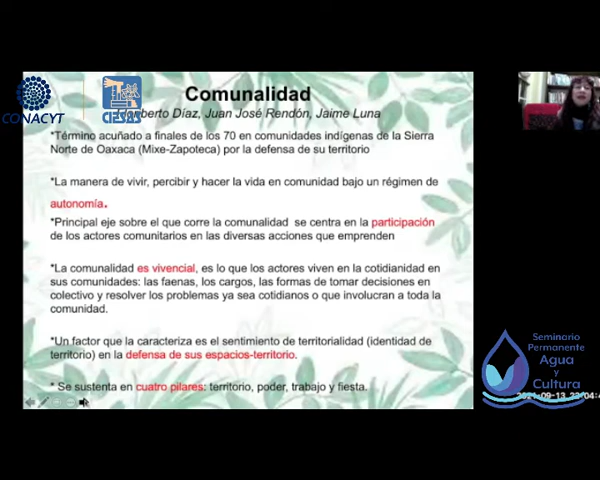 Comunalidad
Floriberto Díaz, Juan José Rendón, Jaime Luna
CONACYT
CIESAS
*Término acuñado a finales de los 70 en comunidades indígenas de la Sierra
Norte de Oaxaca (Mixe-Zapoteca) por la defensa de su territorio
*La manera de vivir, percibir y hacer la vida en comunidad bajo un régimen de
autonomía.
*Principal eje sobre el que corre la comunalidad se centra en la participación
de los actores comunitarios en las diversas acciones que emprenden
*La comunalidad es vivencial, es lo que los actores viven en la cotidianidad en
sus comunidades: las faenas, los cargos, las formas de tomar decisiones en
colectivo y resolver los problemas ya sea cotidianos o que involucran a toda la
comunidad.
*Un factor que la caracteriza es el sentimiento de territorialidad (identidad de
territorio) en la defensa de sus espacios-territorio.
* Se sustenta en cuatro pilares: territorio, poder, trabajo y fiesta.
Seminario
Permanente
Agua
y
Cultura